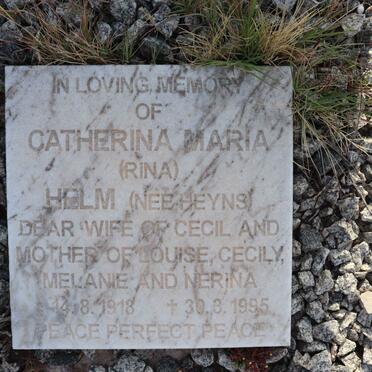 IN LOVING MEMORY
OF
CATHERINA MARIA
(RINA)
HELM (NEE HEYNS)
DEAR WIFE OF CECIL AND
MOTHER OF LOUISE, CECILY,
MELANIE AND NERINA
14.8.1918 † 30.8.1995
PEACE PERFECT PEACE